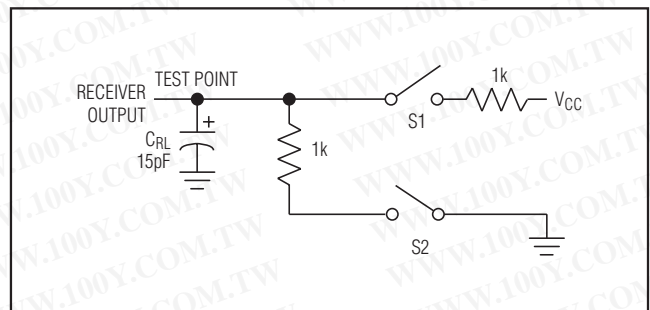 TEST POINT
RECEIVER
OUTPUT
CRL
15pF
+
1k
S1
1k
VCC
S2
WWW.100Y.COM.TW